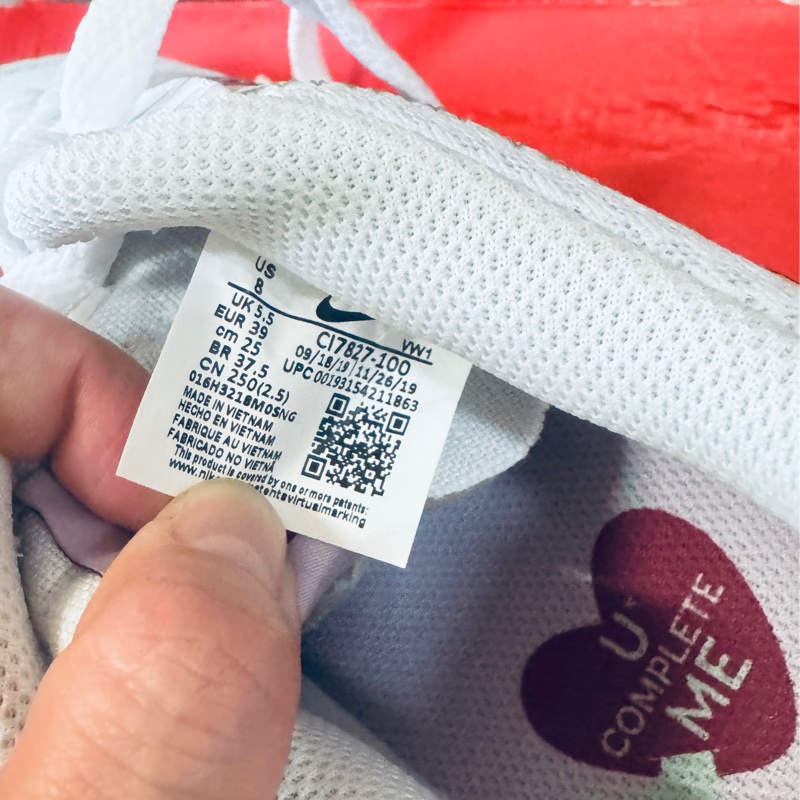 US
8
UK 5.5
EUR 39
cm 25
BR 37.5
CN 250(2.5)
016H3218M0SNG
MADE IN VIETNAM
HECHO EN VIETNAM
FABRIQUE AU VIETNAM
FABRICADO NO VIETNÃ
This product is covered by one or more patents:
VW1
CI7827-100
09/18/19 11/26/19
UPC 00193154211863
U
COMPLETE
ME